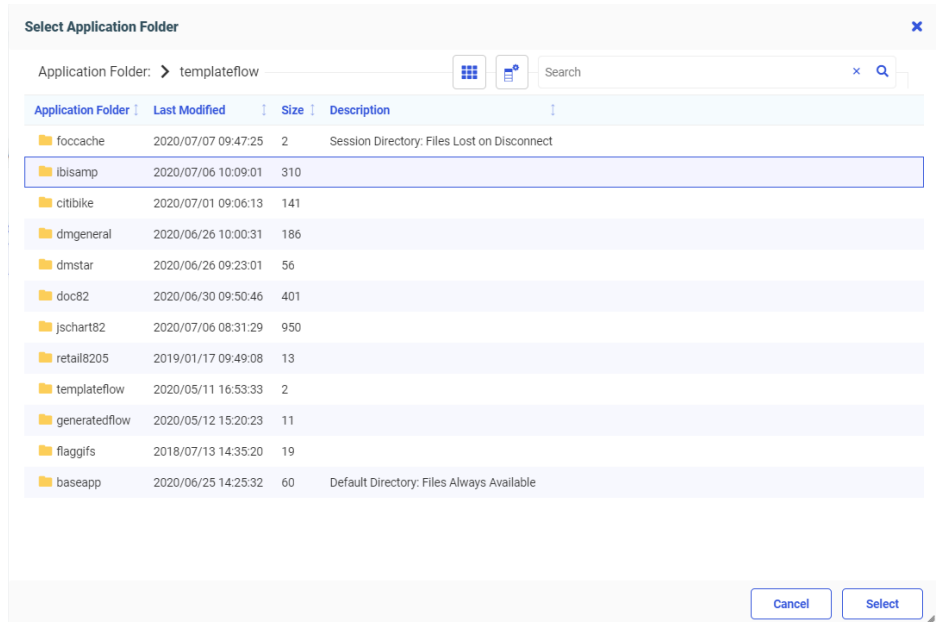 Select Application Folder
Application Folder: templateflow Search
Application Folder Last Modified Size Description
foccache 2020/07/07 09:47:25 2 Session Directory: Files Lost on Disconnect
ibisamp 2020/07/06 10:09:01 310
citibike 2020/07/01 09:06:13 141
dmgeneral 2020/06/26 10:00:31 186
dmstar 2020/06/26 09:23:01 56
doc82 2020/06/30 09:50:46 401
jschart82 2020/07/06 08:31:29 950
retail8205 2019/01/17 09:49:08 13
templateflow 2020/05/11 16:53:33 2
generatedflow 2020/05/12 15:20:23 11
flaggifs 2018/07/13 14:35:20 19
baseapp 2020/06/25 14:25:32 60 Default Directory: Files Always Available
Cancel Select